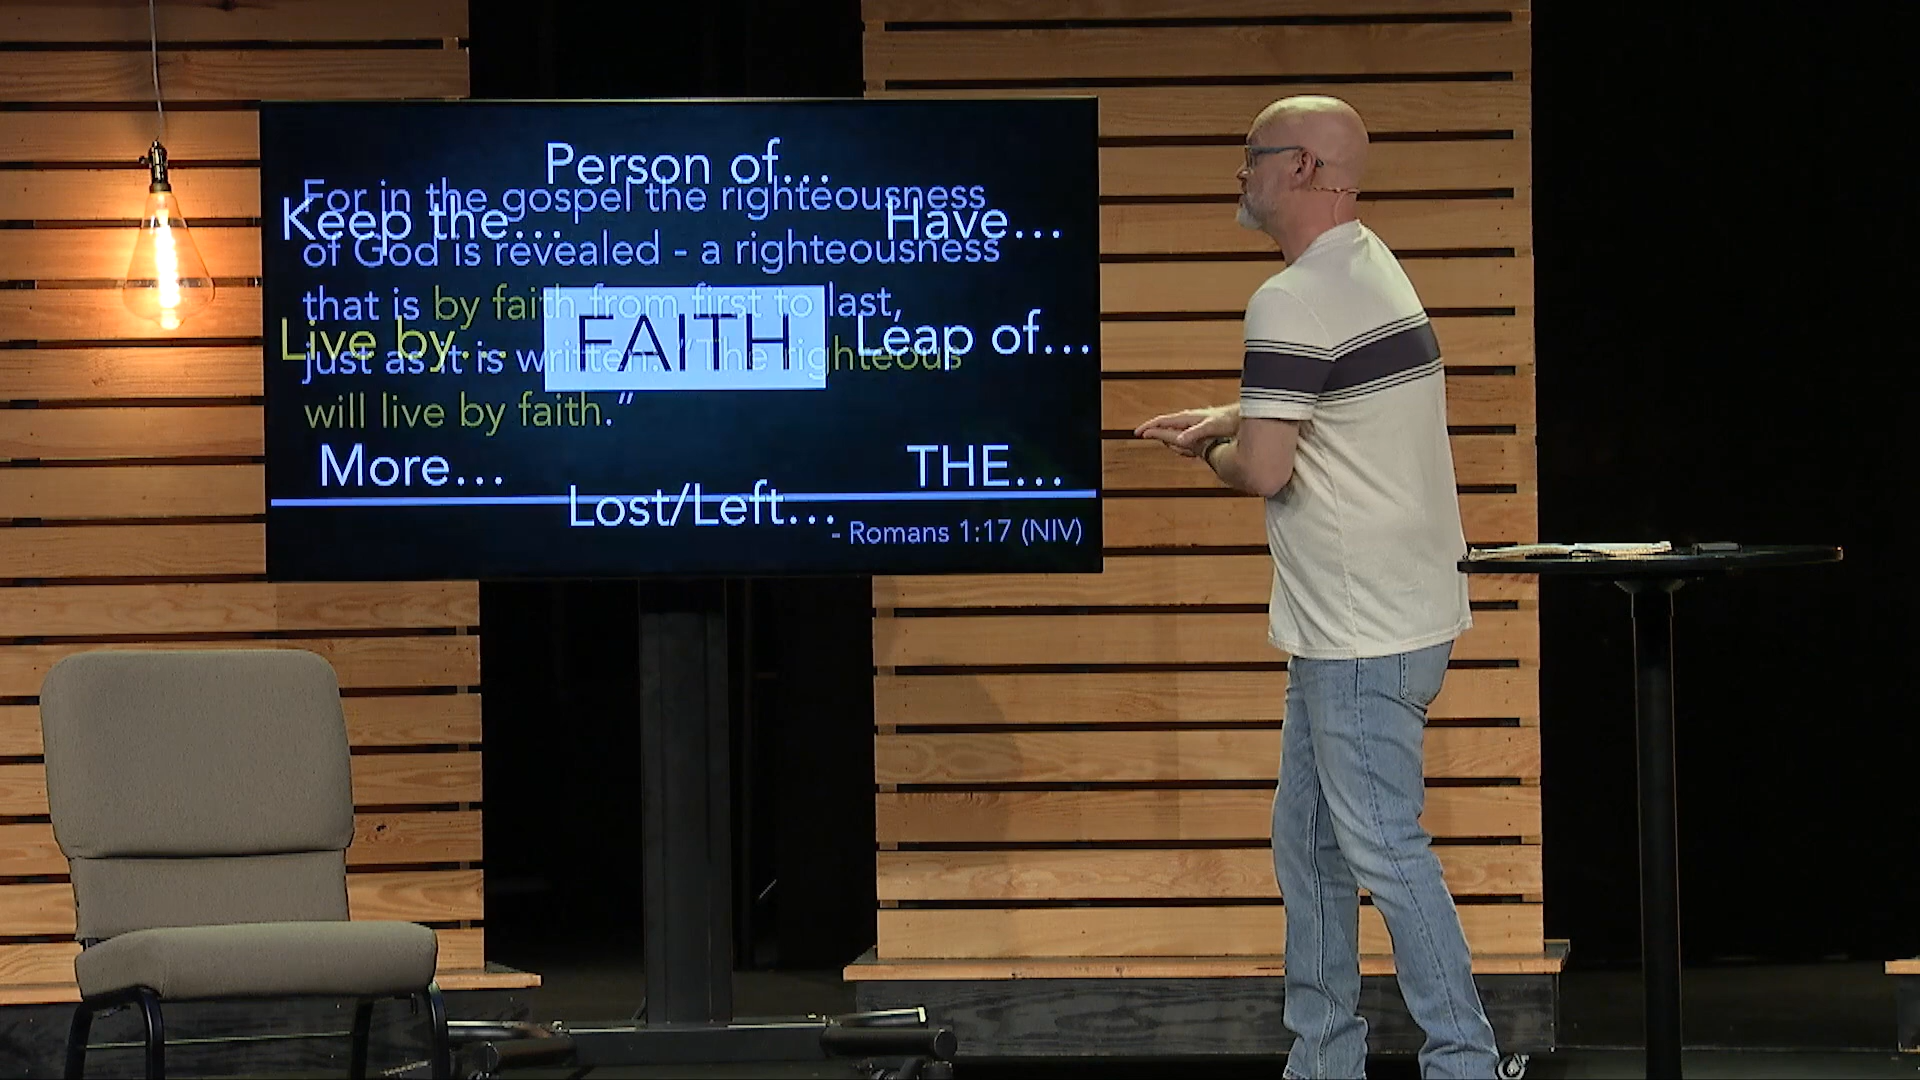 Person of...
Keep the...
Have...
Live by...
FAITH
Leap of...
More...
THE...
Lost/Left...
For in the gospel the righteousness
of God is revealed - a righteousness
that is by faith from first to last,
just as it is written: “The righteous
will live by faith.”
- Romans 1:17 (NIV)